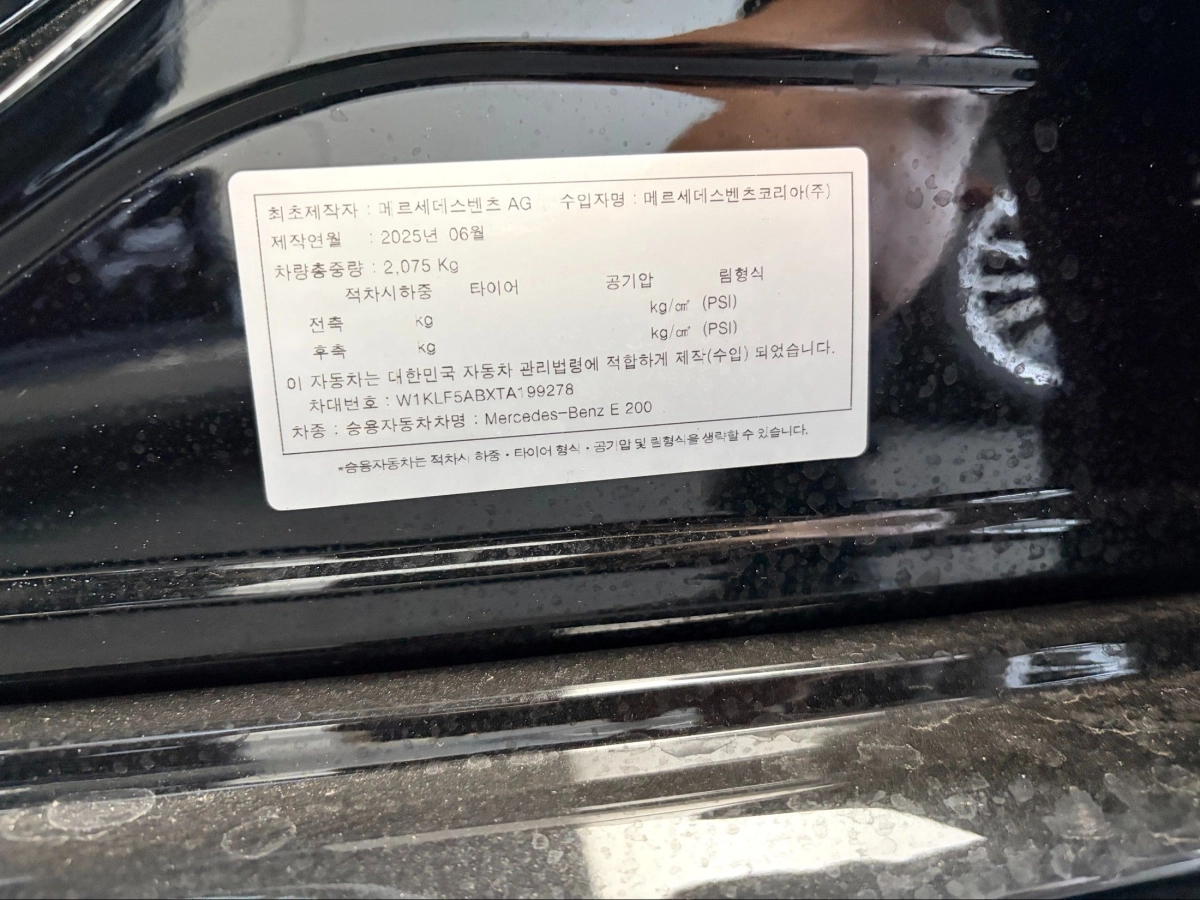 최초제작자 : 메르세데스벤츠 AG 수입자명 : 메르세데스벤츠코리아(주)
제작연월 : 2025년 06월
차량총중량 : 2,075 Kg
적차시하중 타이어 공기압 림형식
전축 kg kg/㎠ (PSI)
후축 kg kg/㎠ (PSI)
이 자동차는 대한민국 자동차 관리법령에 적합하게 제작(수입) 되었습니다.
차대번호 : W1KLF5ABXTA199278
차종 : 승용자동차차명 : Mercedes-Benz E 200
*승용자동차는 적차시 하중・타이어 형식・공기압 및 림형식을 생략할 수 있습니다.